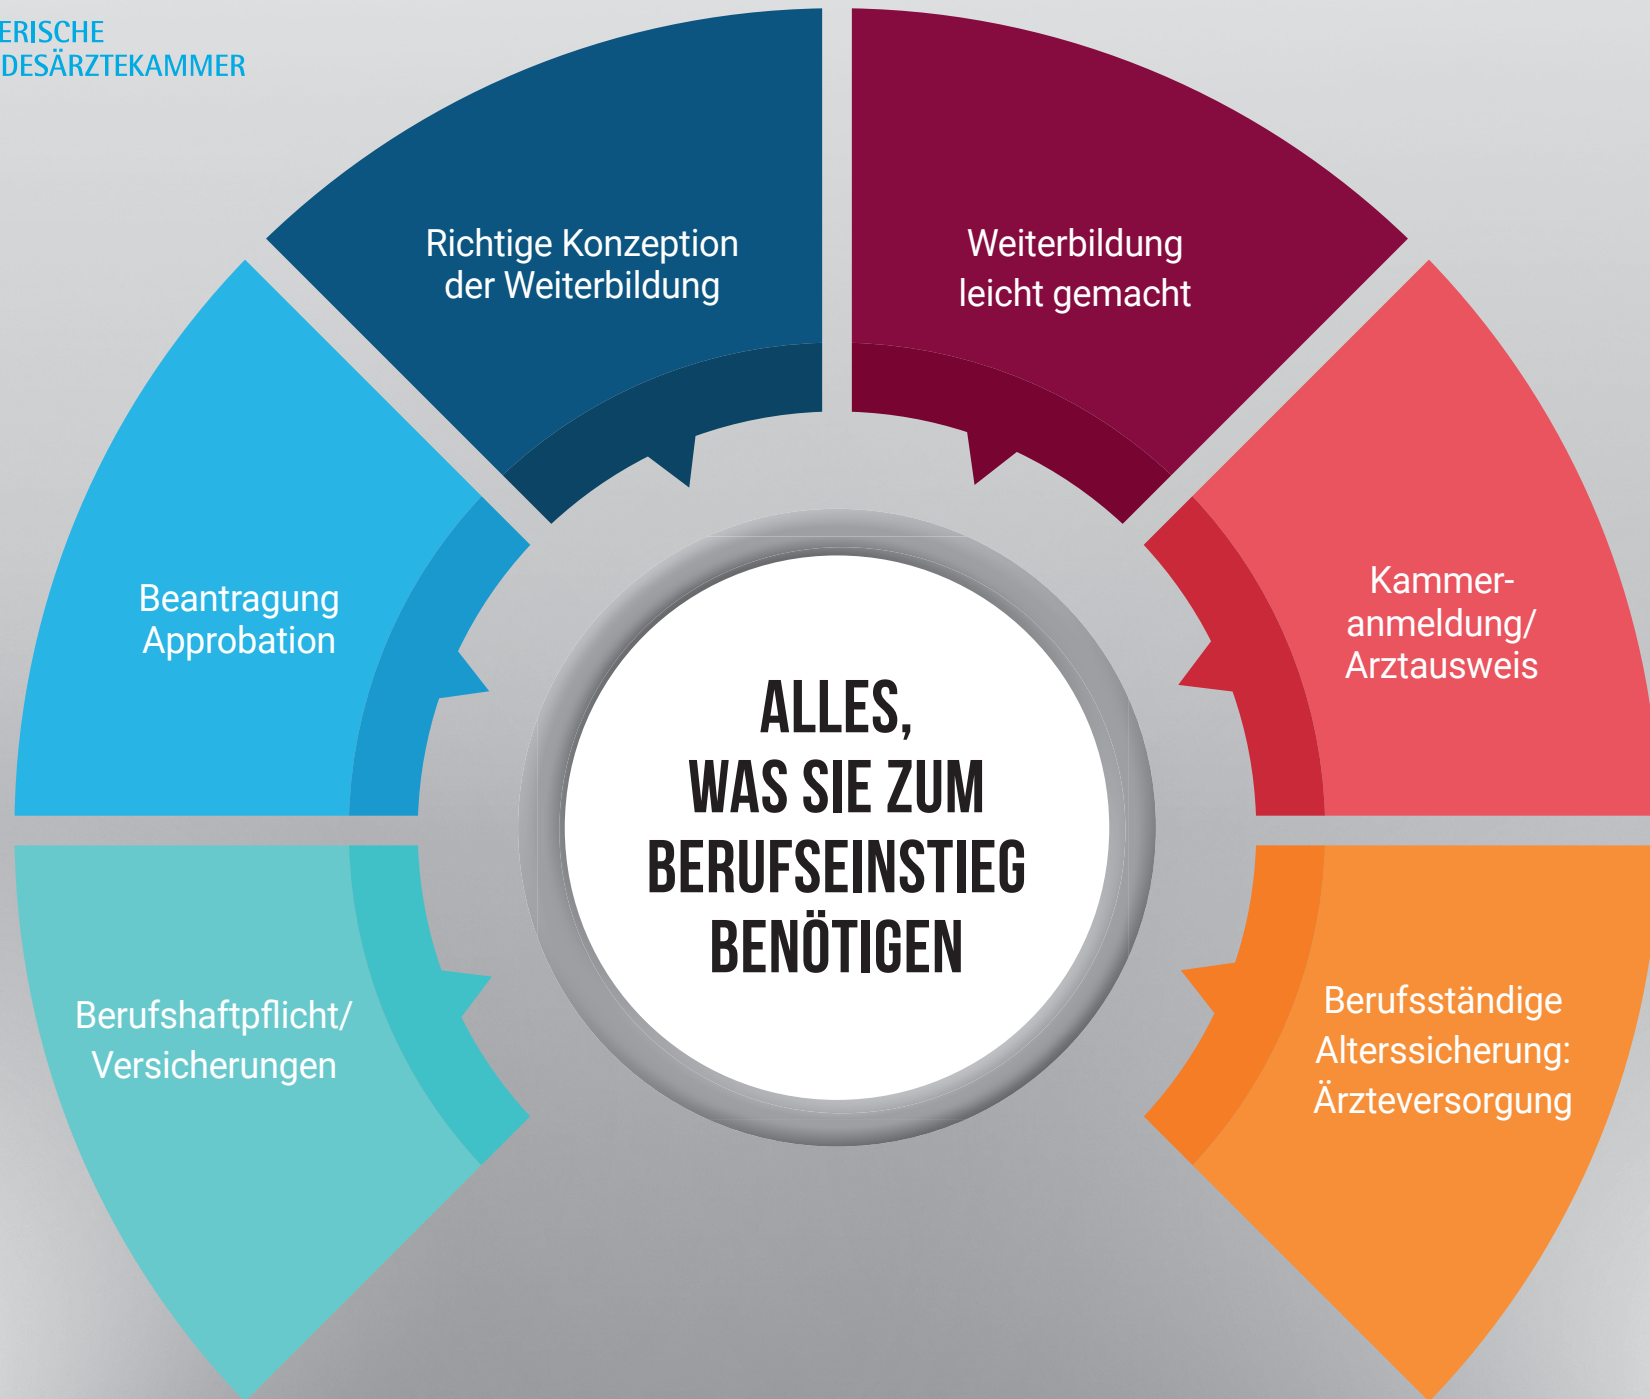 ERISCHE
DESÄRZTEKAMMER
Richtige Konzeption
der Weiterbildung
Weiterbildung
leicht gemacht
Beantragung
Approbation
Kammer-
anmeldung/
Arztausweis
ALLES,
WAS SIE ZUM
BERUFSEINSTIEG
BENÖTIGEN
Berufshaftpflicht/
Versicherungen
Berufsständige
Alterssicherung:
Ärzteversorgung